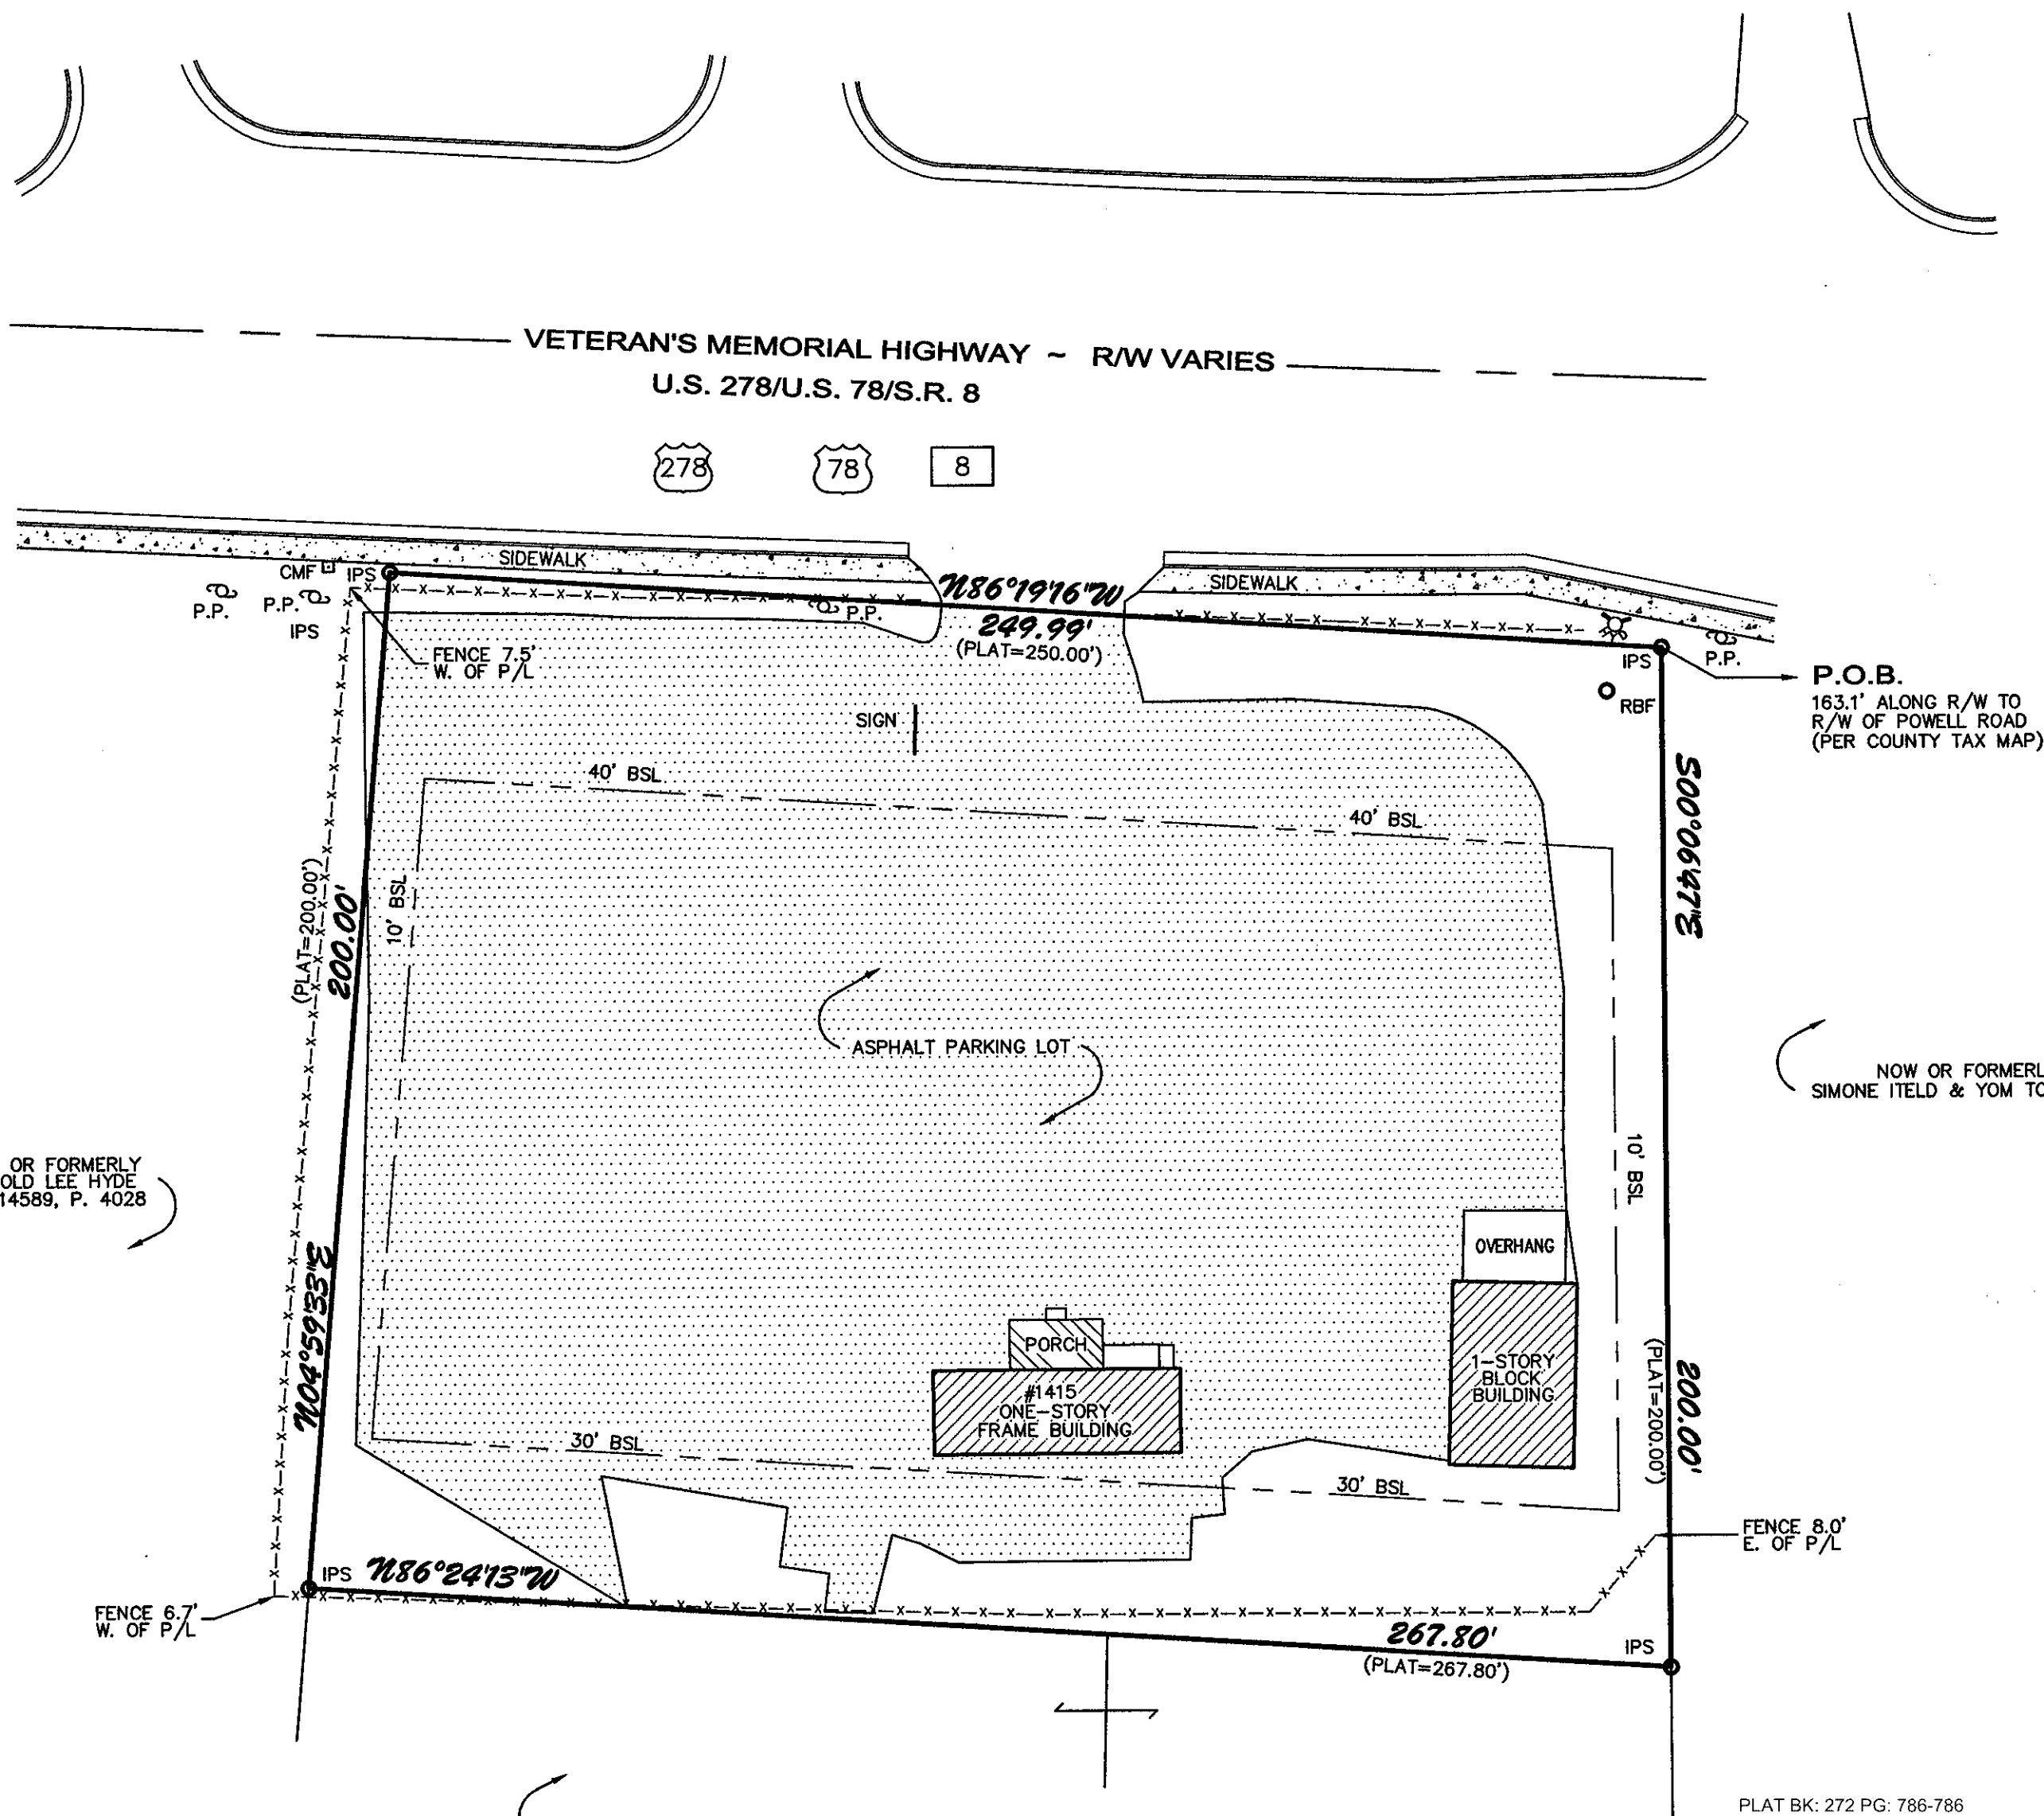 VETERAN'S MEMORIAL HIGHWAY ~ R/W VARIES
U.S. 278/U.S. 78/S.R. 8
278
78
8
SIDEWALK
SIDEWALK
CMF
IPS
P.P.
P.P.
IPS
P.P.
N86°19'16"W
249.99'
(PLAT=250.00')
FENCE 7.5'
W. OF P/L
IPS
P.P.
RBF
P.O.B.
163.1' ALONG R/W TO
R/W OF POWELL ROAD
(PER COUNTY TAX MAP)
SIGN
40' BSL
40' BSL
S00°06'47"E
(PLAT=200.00')
200.00'
10' BSL
ASPHALT PARKING LOT
NOW OR FORMERL
SIMONE ITELD & YOM TO
10' BSL
OR FORMERLY
OLD LEE HYDE
14589, P. 4028
N04°59'33"E
OVERHANG
PORCH
#1415
ONE-STORY
FRAME BUILDING
1-STORY
BLOCK
BUILDING
(PLAT=200.00')
200.00'
30' BSL
30' BSL
FENCE 8.0'
E. OF P/L
IPS
N86°24'13"W
FENCE 6.7'
W. OF P/L
267.80'
(PLAT=267.80')
IPS
PLAT BK: 272 PG: 786-786